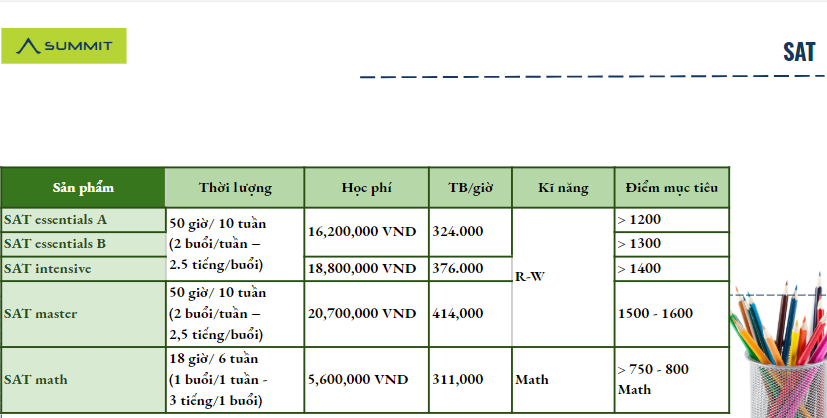 SUMMIT
SAT
Sản phẩm Thời lượng Học phí TB/giờ Kĩ năng Điểm mục tiêu
SAT essentials A
50 giờ/ 10 tuần
(2 buổi/tuần –
2.5 tiếng/buổi)
16,200,000 VND
324.000
R-W
> 1200
SAT essentials B
> 1300
SAT intensive
18,800,000 VND
376.000
> 1400
SAT master
50 giờ/ 10 tuần
(2 buổi/tuần –
2,5 tiếng/buổi)
20,700,000 VND
414,000
1500 - 1600
SAT math
18 giờ/ 6 tuần
(1 buổi/1 tuần -
3 tiếng/1 buổi)
5,600,000 VND
311,000
Math
> 750 - 800
Math